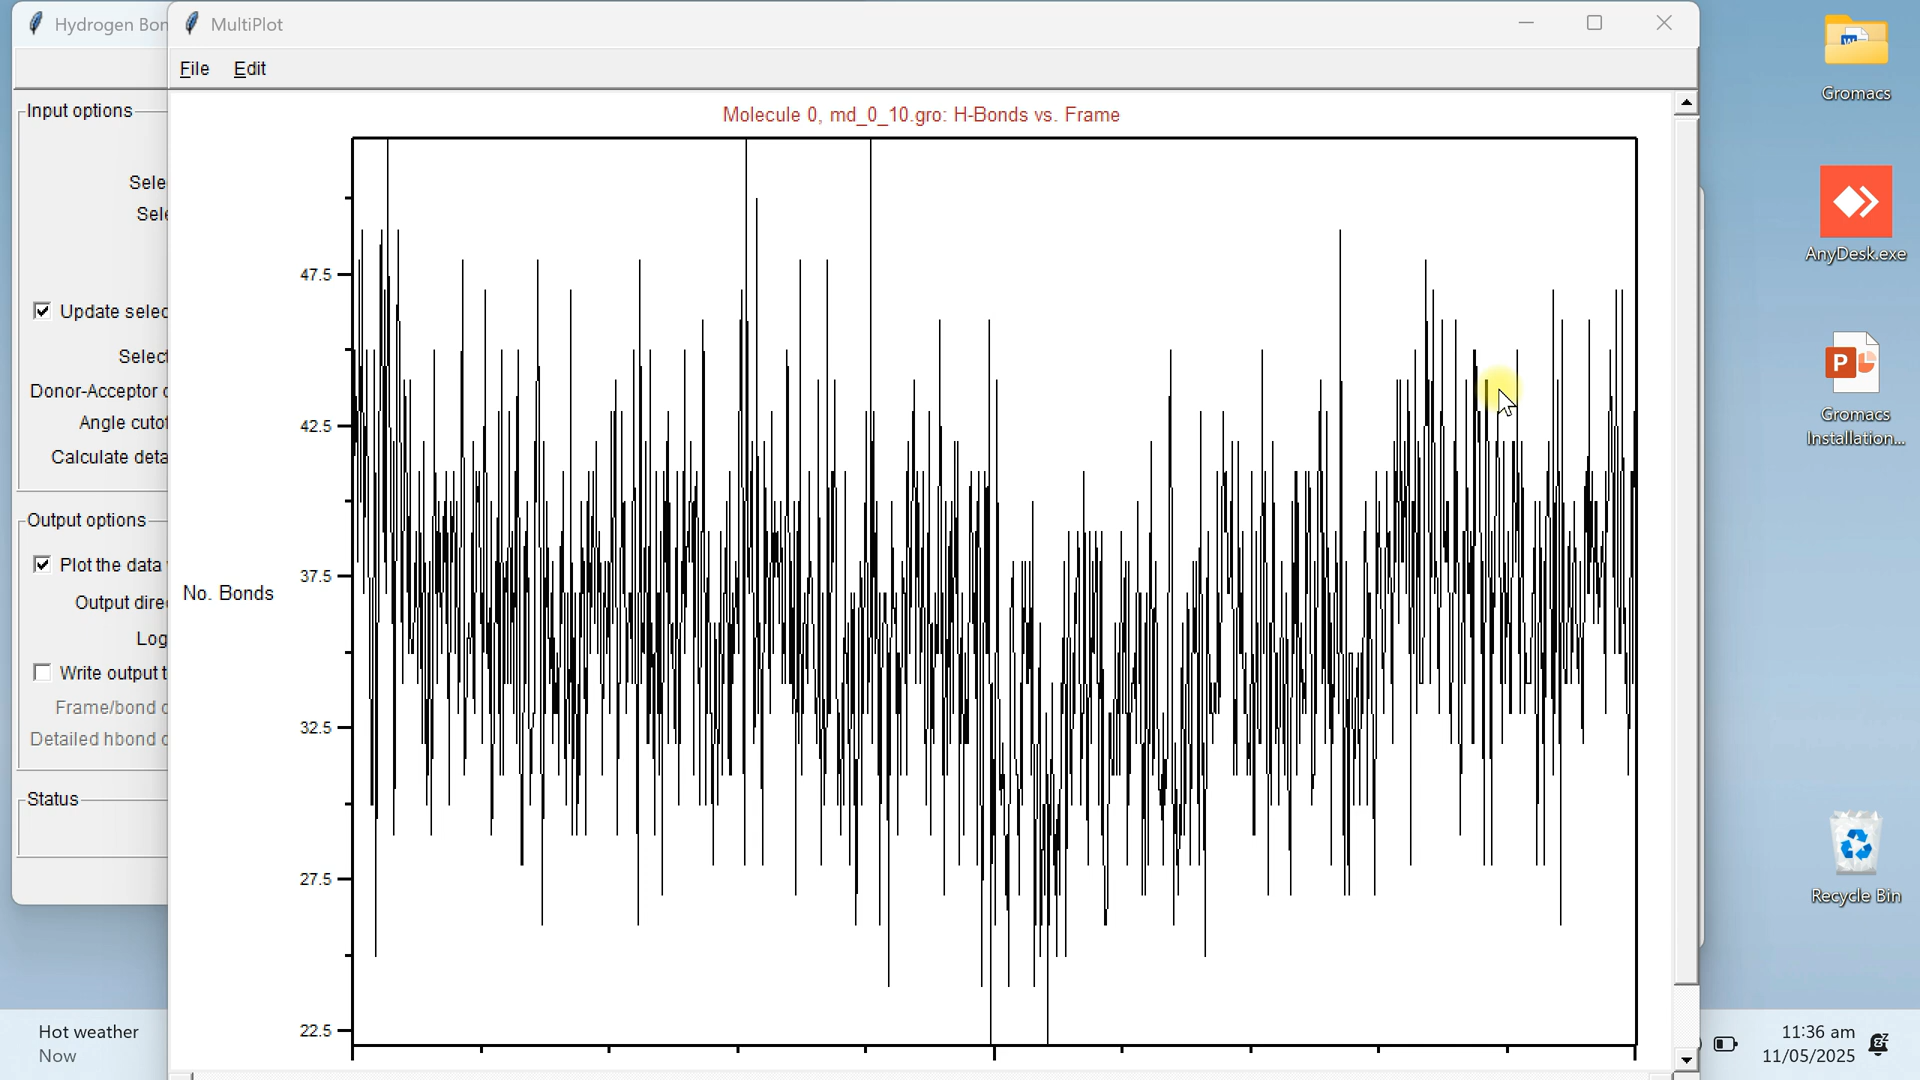 Hydrogen Bon
MultiPlot
File Edit
Input options
Sele
Sele
Update selec
Select
Donor-Acceptor
Angle cutof
Calculate deta
Output options
Plot the data
Output dire
Log
Write output t
Frame/bond
Detailed hbond
Status
Molecule 0, md_0_10.gro: H-Bonds vs. Frame
47.5
42.5
37.5
No. Bonds
32.5
27.5
22.5
Gromacs
AnyDesk.exe
P
Gromacs
Installation...
Recycle Bin
Hot weather
Now
11:36 am
11/05/2025